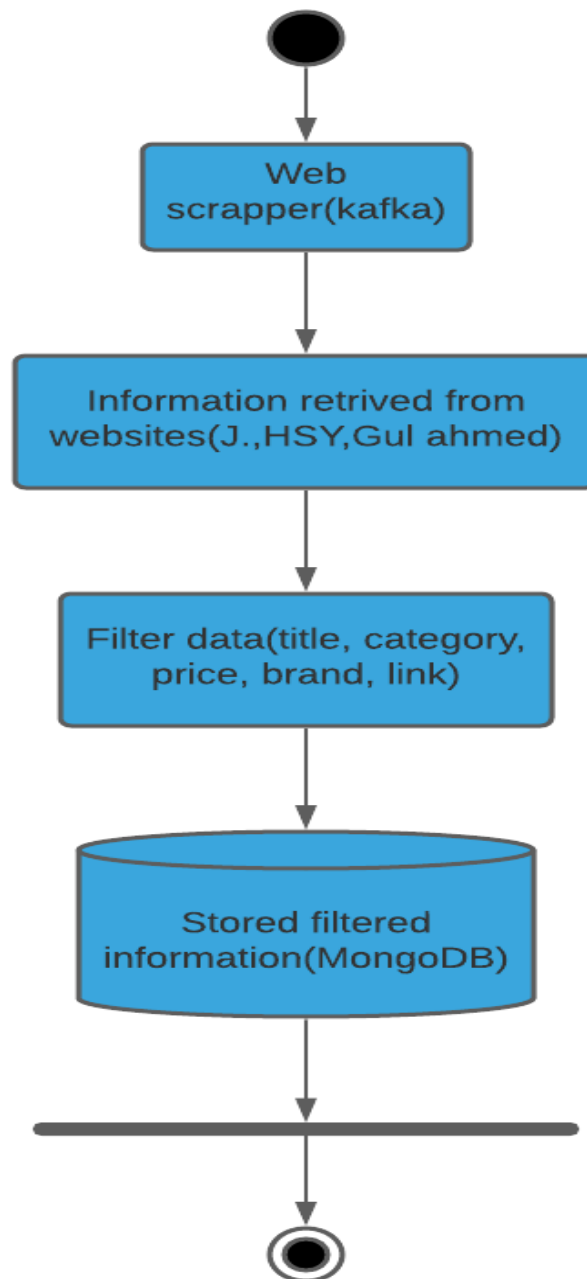 Web
scrapper(kafka)
Information retrived from
websites(J.,HSY,Gul ahmed)
Filter data(title, category,
price, brand, link)
Stored filtered
information(MongoDB)